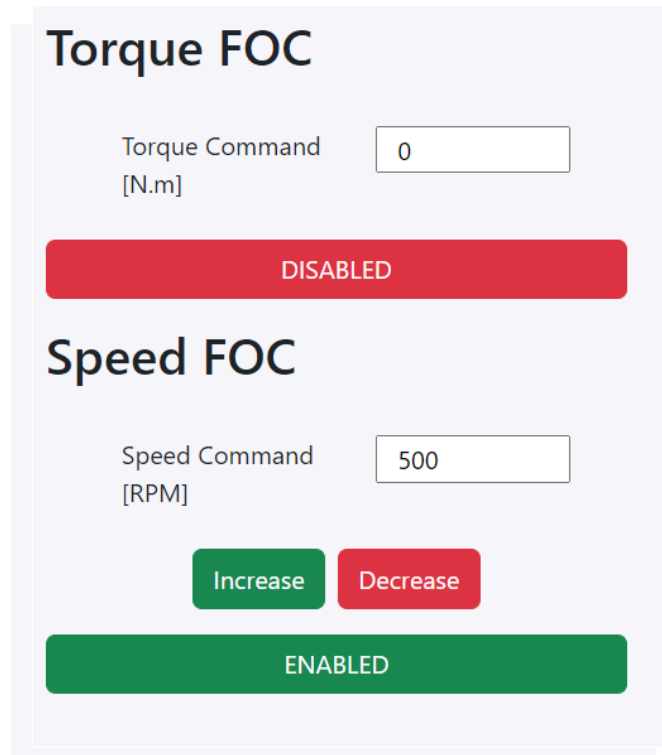 Torque FOC
Torque Command
0
[N.m]
DISABLED
Speed FOC
Speed Command
500
[RPM]
Increase
Decrease
ENABLED